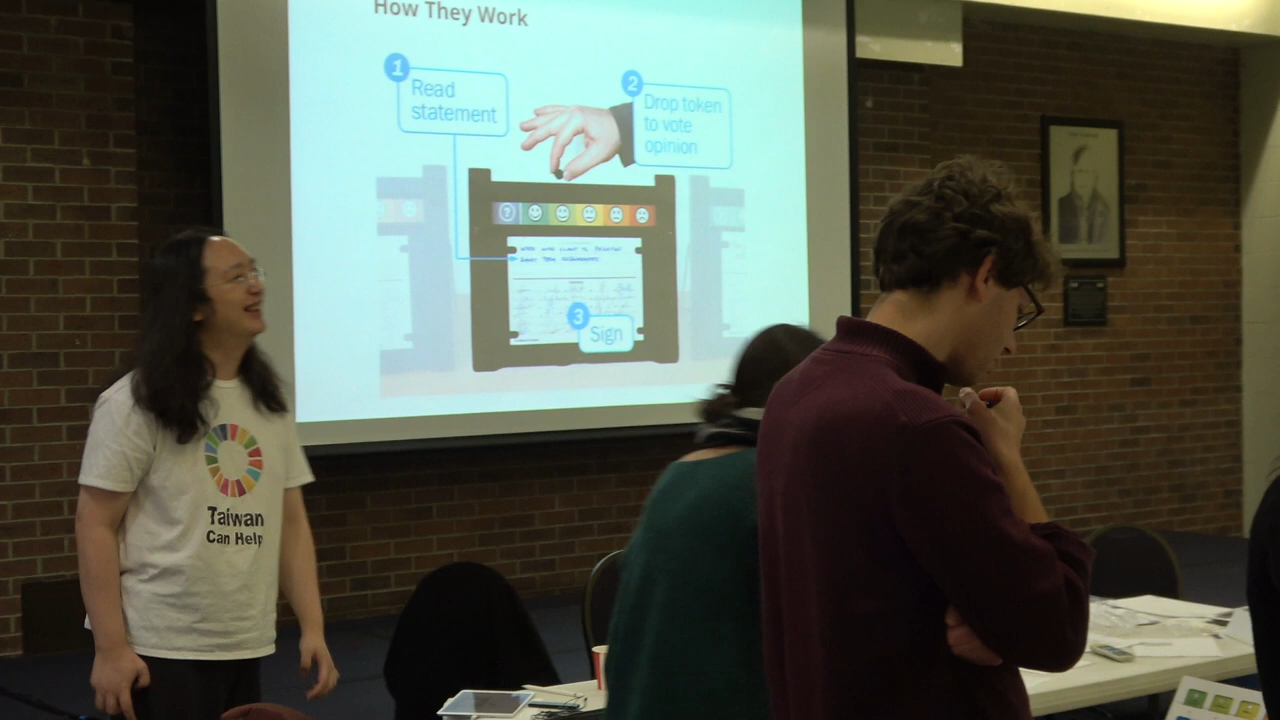 How They Work
1
Read
statement
2
Drop token
to vote
opinion
?
3
Sign
Taiwan
Can Help